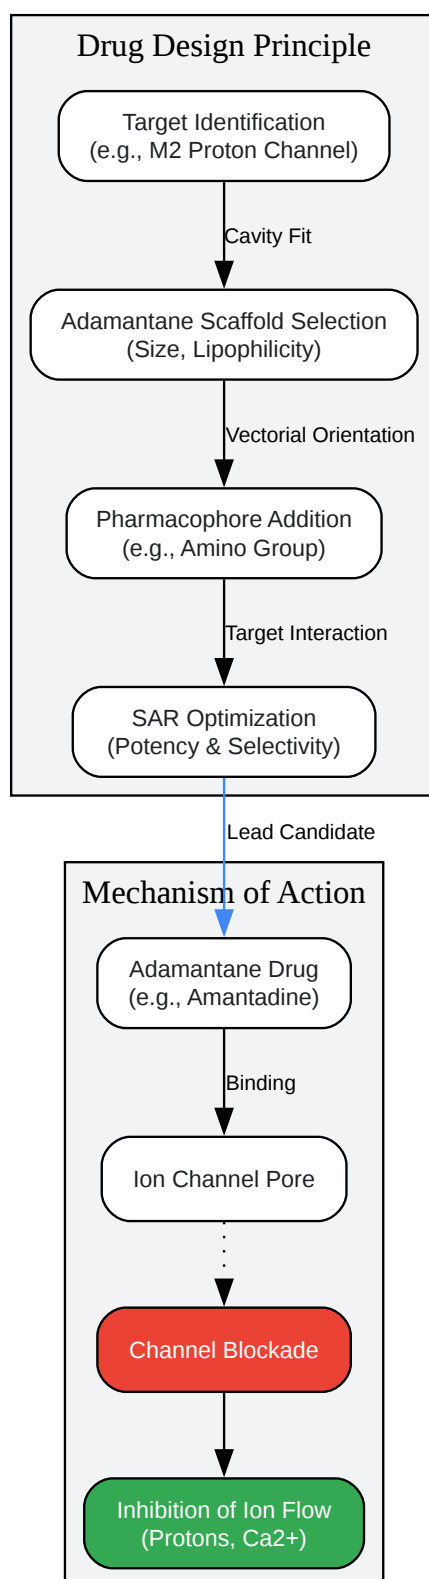 Drug Design Principle
Target Identification
(e.g., M2 Proton Channel)
Cavity Fit
Adamantane Scaffold Selection
(Size, Lipophilicity)
Vectorial Orientation
Pharmacophore Addition
(e.g., Amino Group)
Target Interaction
SAR Optimization
(Potency & Selectivity)
Lead Candidate
Mechanism of Action
Adamantane Drug
(e.g., Amantadine)
Binding
Ion Channel Pore
Channel Blockade
Inhibition of Ion Flow
(Protons, Ca2+)